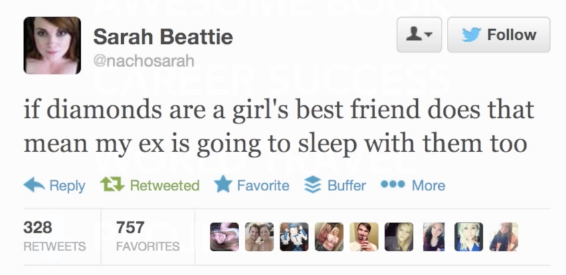 Sarah Beattie
@nachosarah
Follow
if diamonds are a girl's best friend does that
mean my ex is going to sleep with them too
Reply Retweeted Favorite Buffer More
328 757
RETWEETS FAVORITES